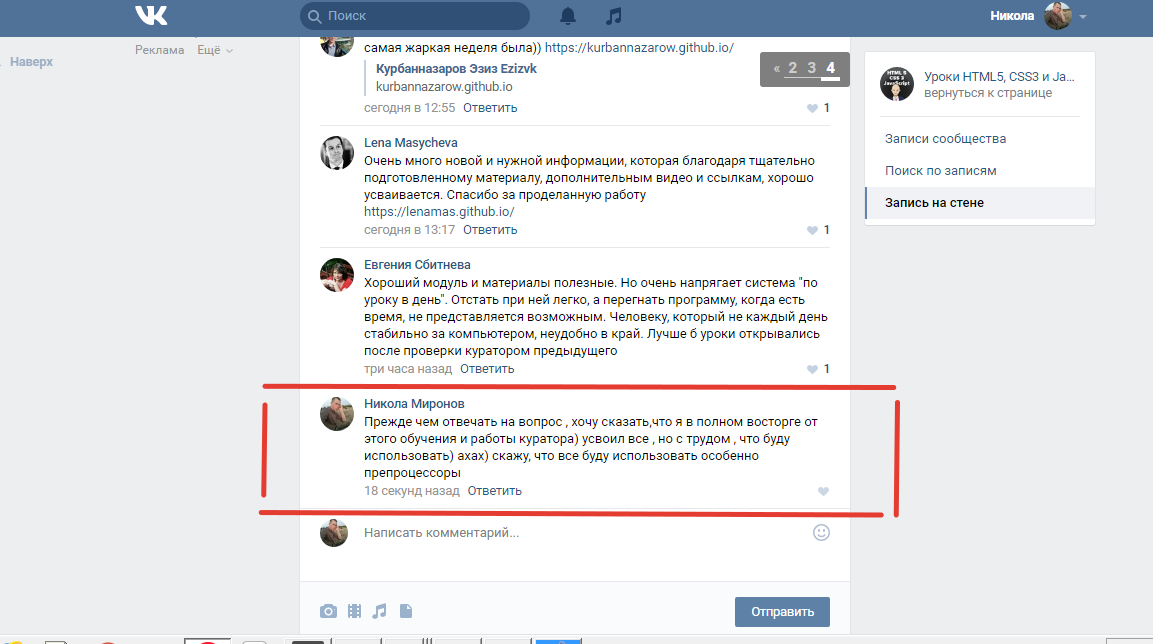 Поиск
Никола
Реклама Ещё
Наверх
самая жаркая неделя была)) https://kurbannazarow.github.io/
Курбанназаров Эзиз Ezizvk
kurbannazarow.github.io
сегодня в 12:55 Ответить 1
« 2 3 4
Lena Masycheva
Очень много новой и нужной информации, которая благодаря тщательно
подготовленному материалу, дополнительным видео и ссылкам, хорошо
усваивается. Спасибо за проделанную работу
https://lenamas.github.io/
сегодня в 13:17 Ответить 1
Евгения Сбитнева
Хороший модуль и материалы полезные. Но очень напрягает система "по
уроку в день". Отстать при ней легко, а перегнать программу, когда есть
время, не представляется возможным. Человеку, который не каждый день
стабильно за компьютером, неудобно в край. Лучше б уроки открывались
после проверки куратором предыдущего
три часа назад Ответить 1
Никола Миронов
Прежде чем отвечать на вопрос , хочу сказать,что я в полном восторге от
этого обучения и работы куратора) усвоил все , но с трудом , что буду
использовать) ахах) скажу, что все буду использовать особенно
препроцессоры
18 секунд назад Ответить
Написать комментарий...
Отправить
HTML 5
CSS 3
JavaScript
Уроки HTML5, CSS3 и Ja...
вернуться к странице
Записи сообщества
Поиск по записям
Запись на стене